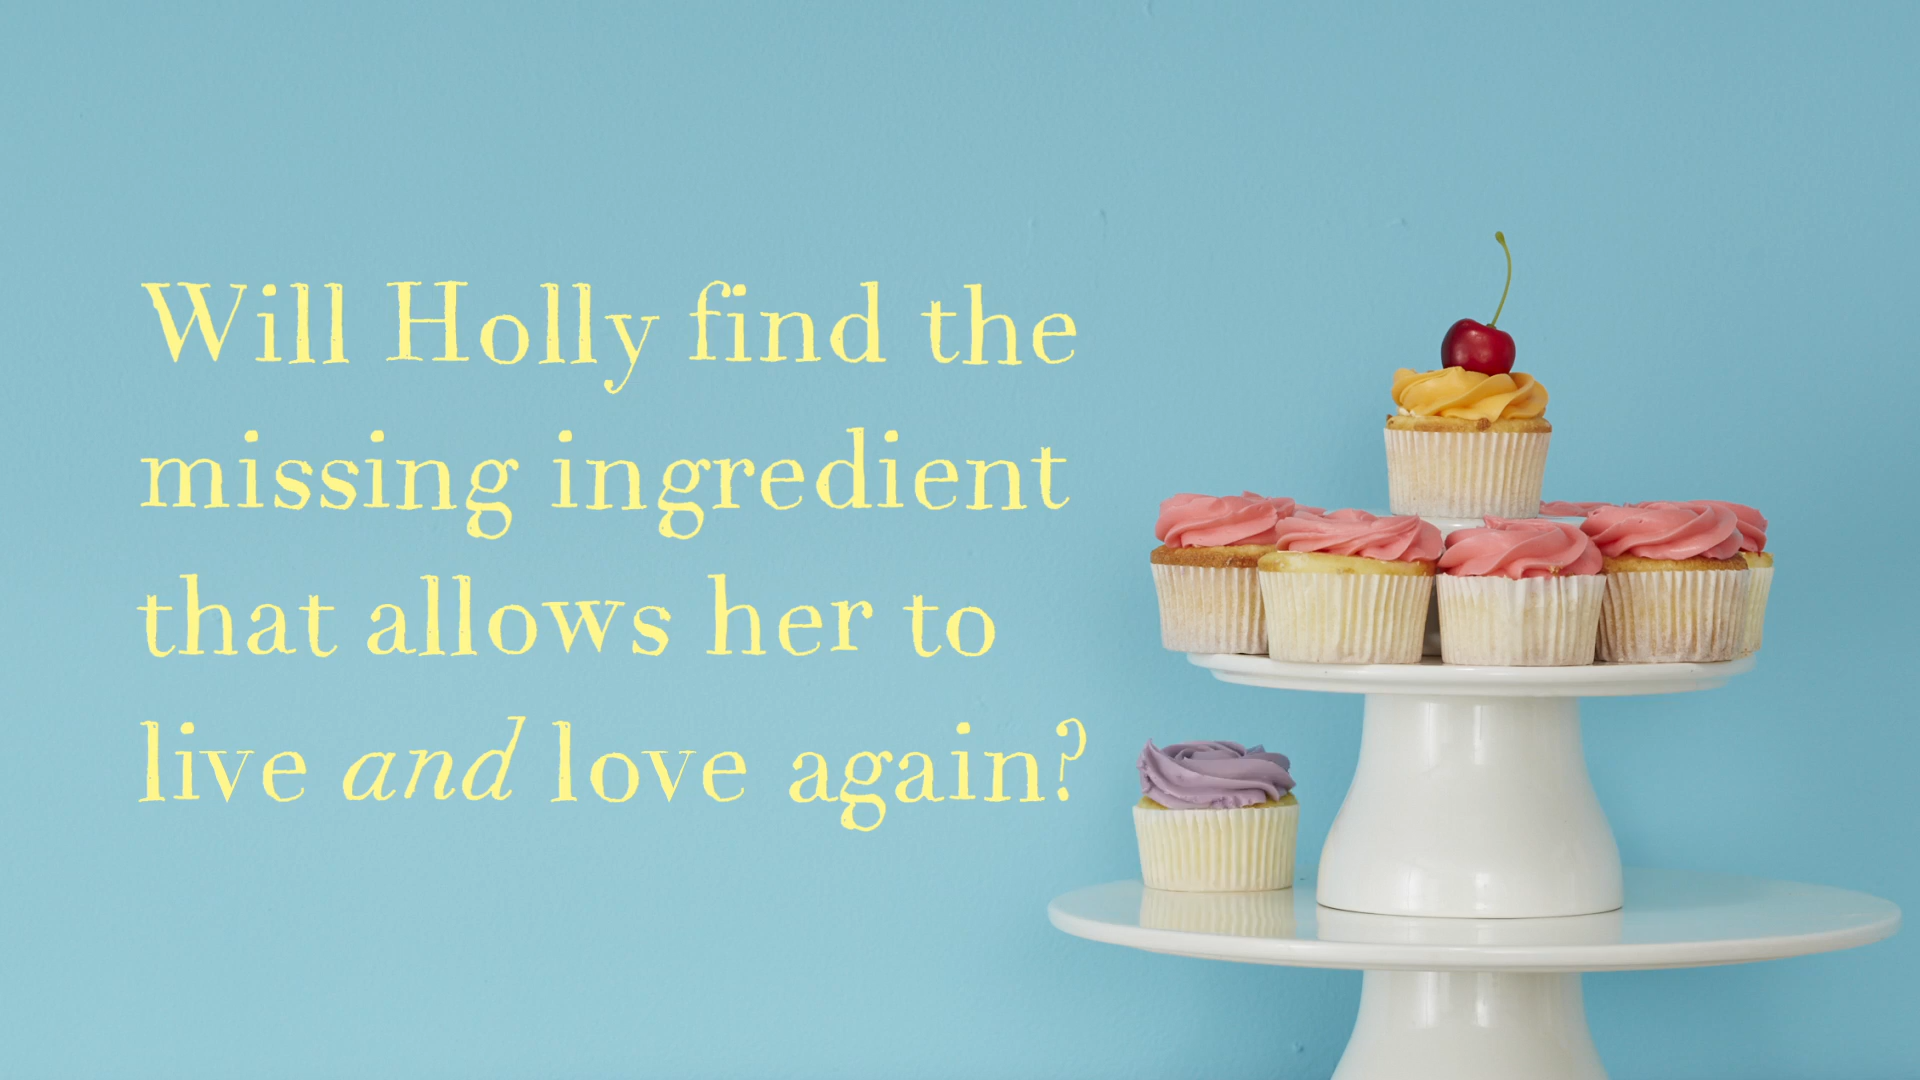 Will Holly find the
missing ingredient
that allows her to
live and love again?